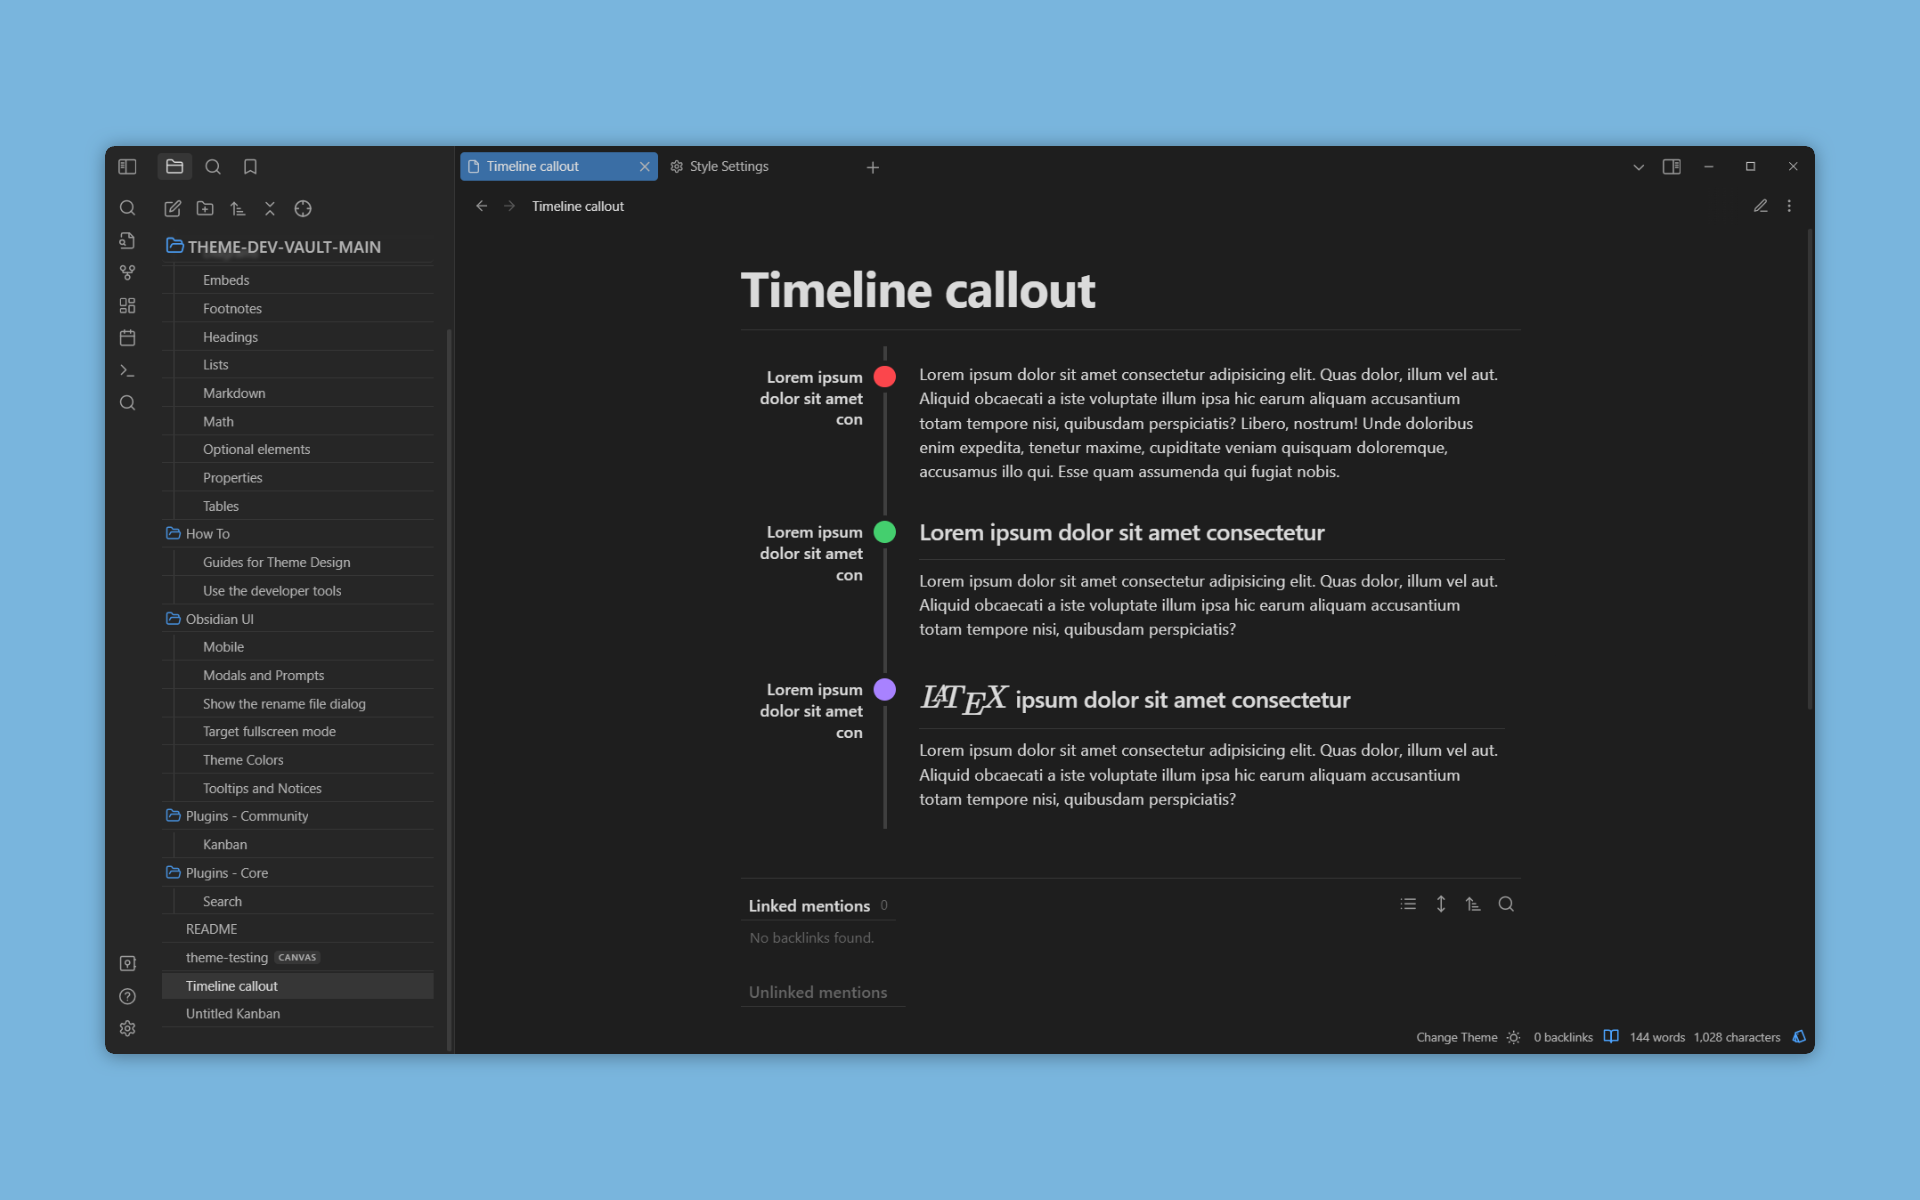 Timeline callout
Style Settings
Timeline callout
THEME-DEV-VAULT-MAIN
Embeds
Footnotes
Headings
Lists
Markdown
Math
Optional elements
Properties
Tables
How To
Guides for Theme Design
Use the developer tools
Obsidian UI
Mobile
Modals and Prompts
Show the rename file dialog
Target fullscreen mode
Theme Colors
Tooltips and Notices
Plugins - Community
Kanban
Plugins - Core
Search
README
theme-testing CANVAS
Timeline callout
Untitled Kanban
Timeline callout
Lorem ipsum
dolor sit amet
con
Lorem ipsum dolor sit amet consectetur adipisicing elit. Quas dolor, illum vel aut.
Aliquid obcaecati a iste voluptate illum ipsa hic earum aliquam accusantium
totam tempore nisi, quibusdam perspiciatis? Libero, nostrum! Unde doloribus
enim expedita, tenetur maxime, cupiditate veniam quisquam doloremque,
accusamus illo qui. Esse quam assumenda qui fugiat nobis.
Lorem ipsum
dolor sit amet
con
Lorem ipsum dolor sit amet consectetur
Lorem ipsum dolor sit amet consectetur adipisicing elit. Quas dolor, illum vel aut.
Aliquid obcaecati a iste voluptate illum ipsa hic earum aliquam accusantium
totam tempore nisi, quibusdam perspiciatis?
Lorem ipsum
dolor sit amet
con
LATEX ipsum dolor sit amet consectetur
Lorem ipsum dolor sit amet consectetur adipisicing elit. Quas dolor, illum vel aut.
Aliquid obcaecati a iste voluptate illum ipsa hic earum aliquam accusantium
totam tempore nisi, quibusdam perspiciatis?
Linked mentions 0
No backlinks found.
Unlinked mentions
Change Theme 0 backlinks 144 words 1,028 characters